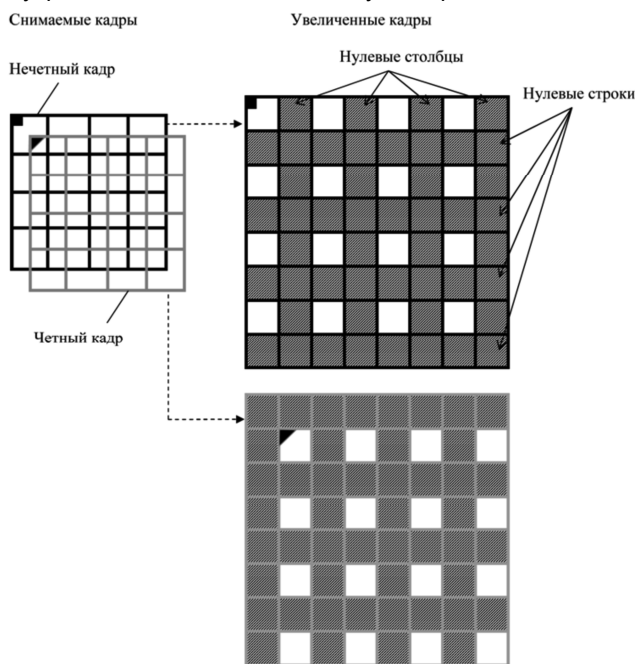 Снимаемые кадры
Увеличенные кадры
Нулевые столбцы
Нечетный кадр
Нулевые строки
Четный кадр